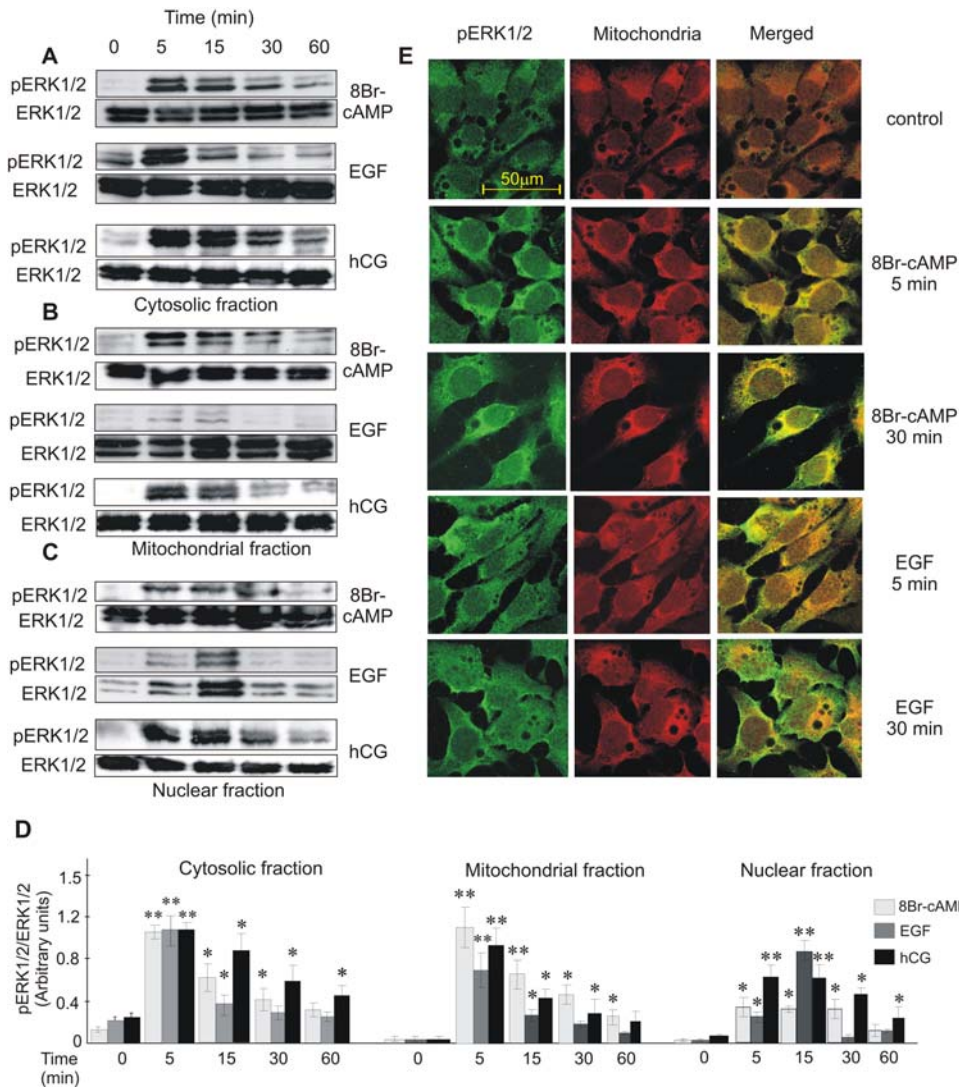 Time (min)
A 0 5 15 30 60
pERK1/2
ERK1/2
8Br-
cAMP
pERK1/2
ERK1/2
EGF
pERK1/2
ERK1/2
hCG
Cytosolic fraction
B
pERK1/2
ERK1/2
8Br-
cAMP
pERK1/2
ERK1/2
EGF
pERK1/2
ERK1/2
hCG
Mitochondrial fraction
C
pERK1/2
ERK1/2
8Br-
cAMP
pERK1/2
ERK1/2
EGF
pERK1/2
ERK1/2
hCG
Nuclear fraction
E
pERK1/2 Mitochondria Merged
50µm
control
8Br-cAMP
5 min
8Br-cAMP
30 min
EGF
5 min
EGF
30 min
D
Cytosolic fraction Mitochondrial fraction Nuclear fraction
pERK1/2/ERK1/2
(Arbitrary units)
1.5
1.2
0.8
0.4
** ** ** * * * * * *
** ** ** ** * * * *
* * ** * ** ** * * *
8Br-cAMP
EGF
hCG
Time
(min)
0 5 15 30 60 0 5 15 30 60 0 5 15 30 60